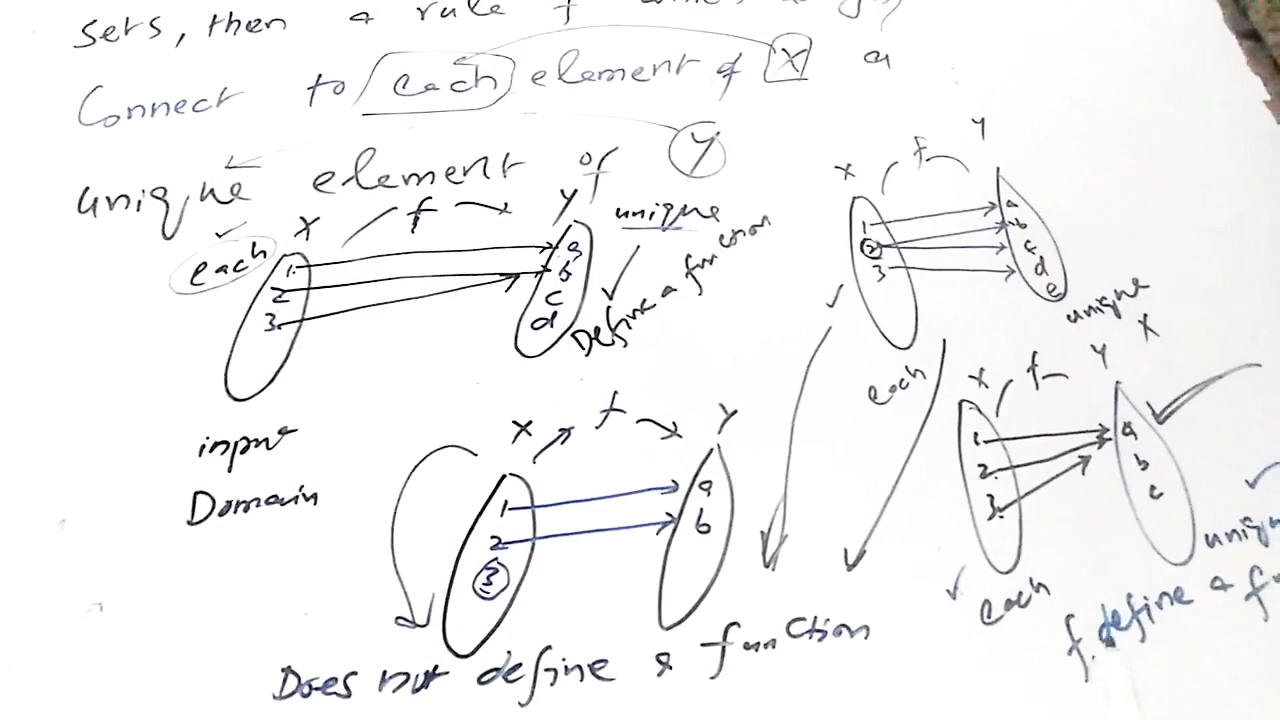 sets, then a rule f
Connect to each element of X a
unique element of Y
each
X f Y
unique
1
2
3
a
b
c
d
Define a function
input
Domain
X f Y
1
2
3
a
b
Does not define a function
X f Y
1
2
3
a
b
c
d
e
each
unique X
X f Y
1
2
3
a
b
c
each
f define a